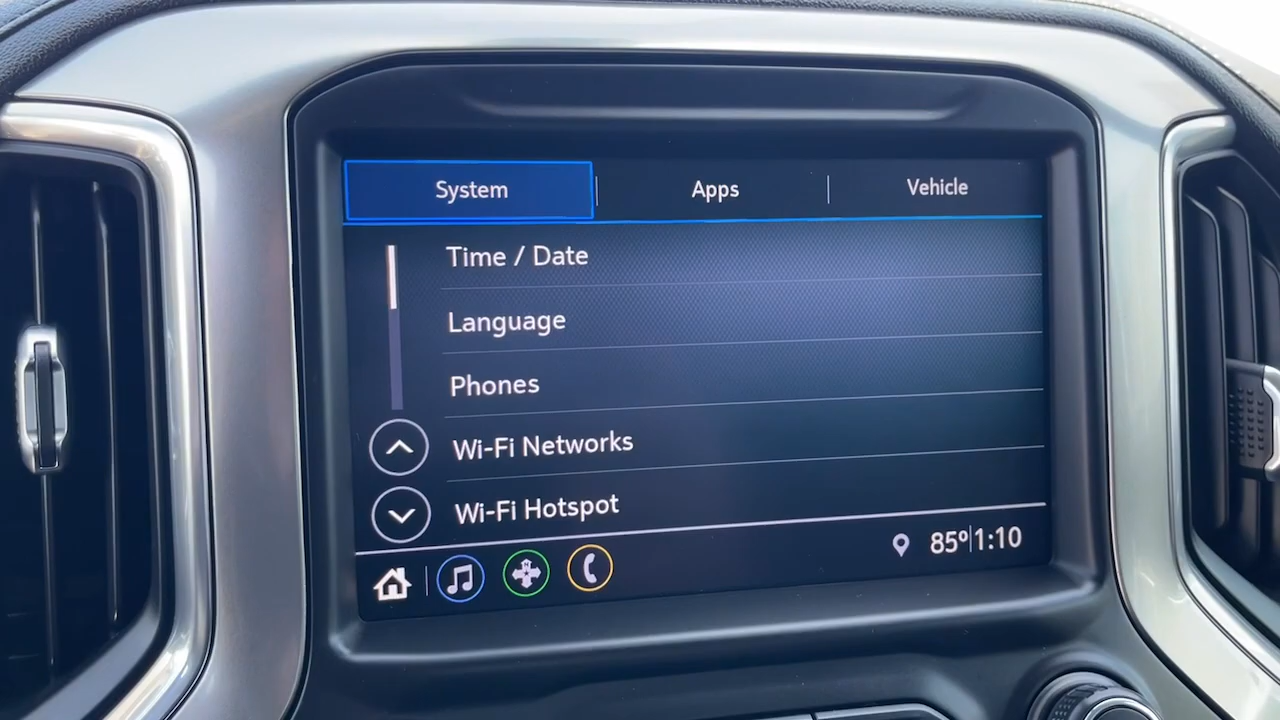 System Apps Vehicle
Time / Date
Language
Phones
Wi-Fi Networks
Wi-Fi Hotspot
85º 1:10